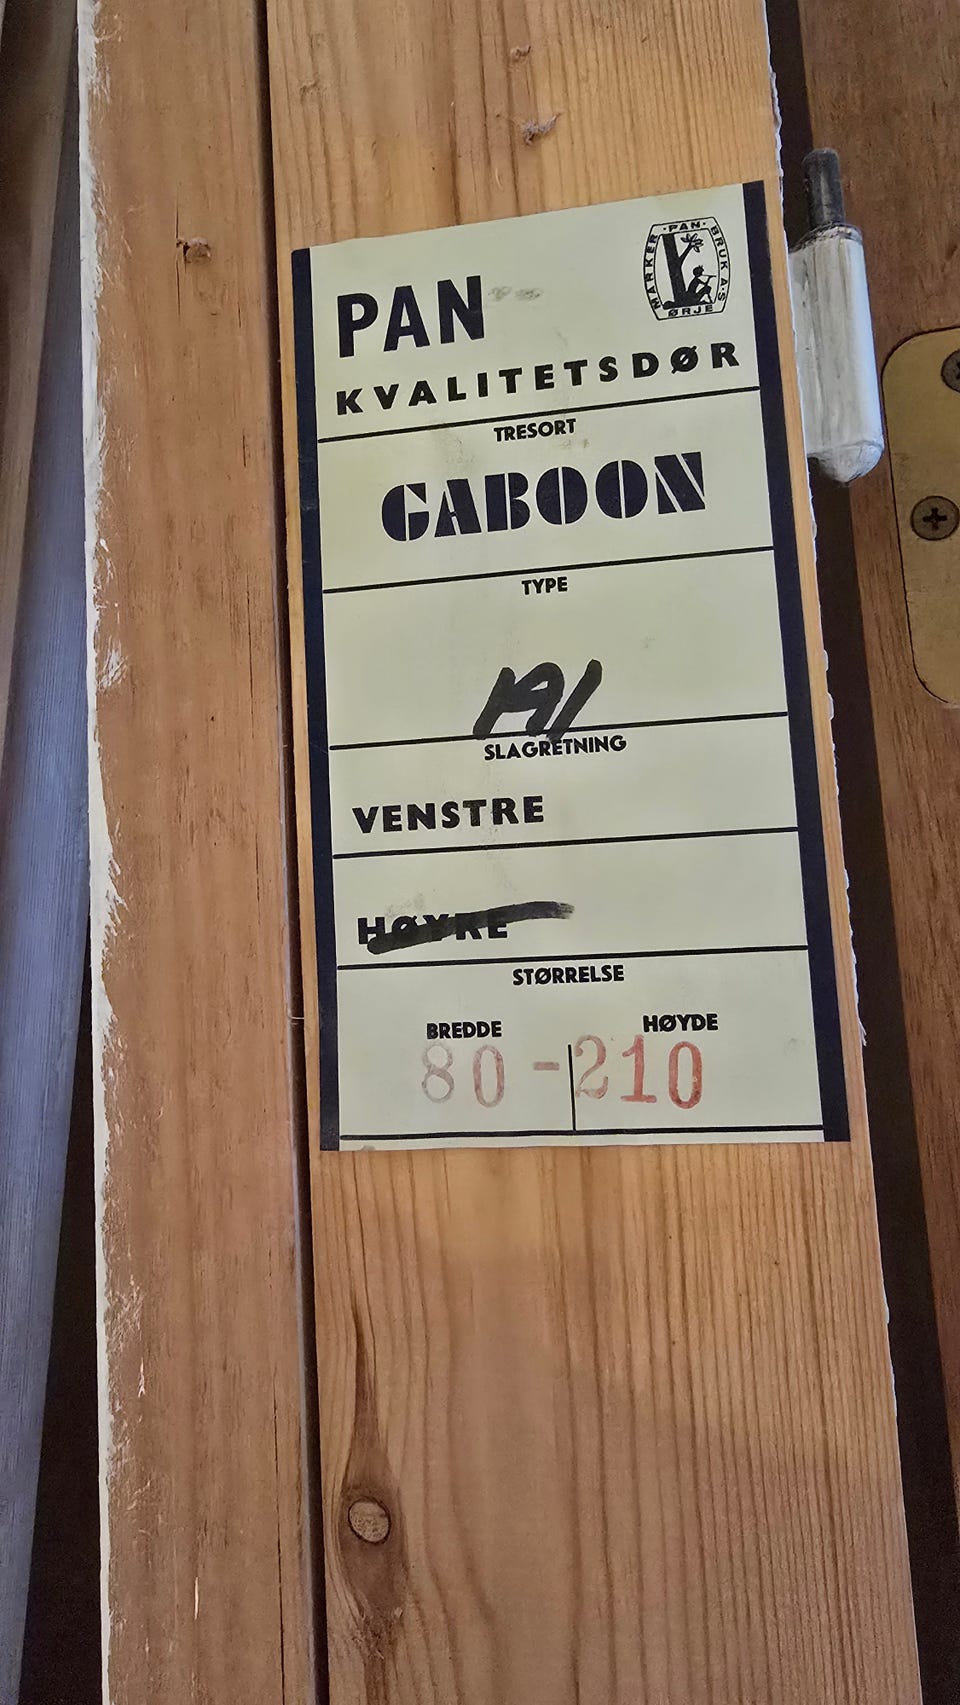 PAN
MARKER ·PAN· BRUK A·S
ØRJE
KVALITETSDØR
TRESORT
GABOON
TYPE
191
SLAGRETNING
VENSTRE
HØYRE
STØRRELSE
BREDDE HØYDE
80 - 210